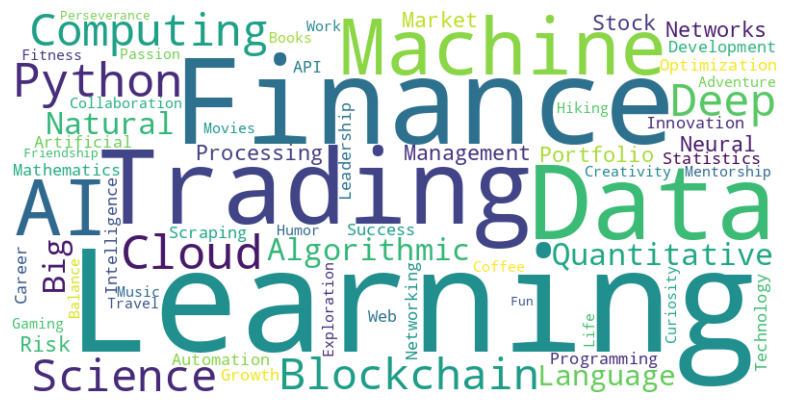 Perseverance
Computing
Books
Work
Market
Stock
Networks
Fitness
Passion
Machine
Development
Python
Finance
API
Optimization
Collaboration
Adventure
Hiking
Deep
Natural
Movies
Leadership
Innovation
Artificial
Friendship
Processing
Management
Portfolio
Neural
Statistics
Mathematics
Trading
Creativity
Mentorship
AI
Intelligence
Data
Scraping
Humor
Success
Career
Big
Cloud
Algorithmic
Quantitative
Balance
Coffee
Music
Travel
Learning
Exploration
Networking
Curiosity
Technology
Fun
Web
Life
Gaming
Risk
Automation
Growth
Programming
Science
Blockchain
Language